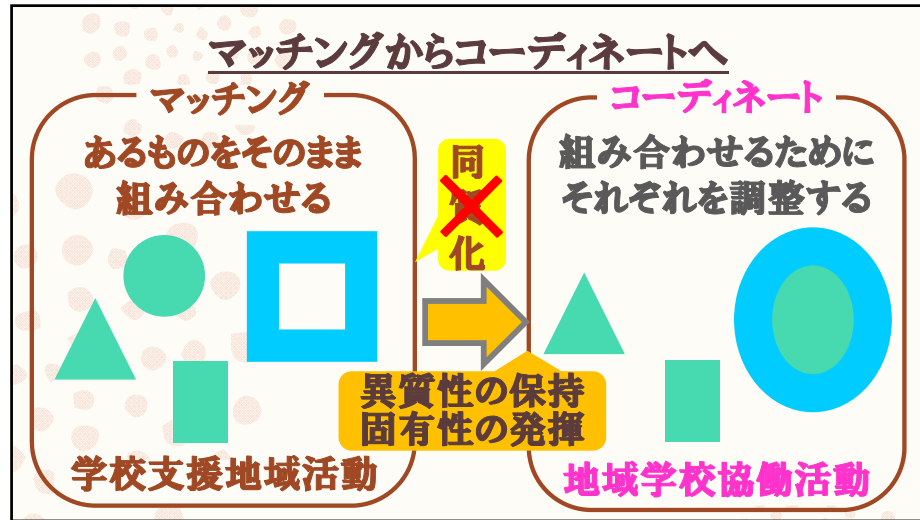 マッチングからコーディネートへ
マッチング
あるものをそのまま
組み合わせる
学校支援地域活動
同
質
化
異質性の保持
固有性の発揮
コーディネート
組み合わせるために
それぞれを調整する
地域学校協働活動